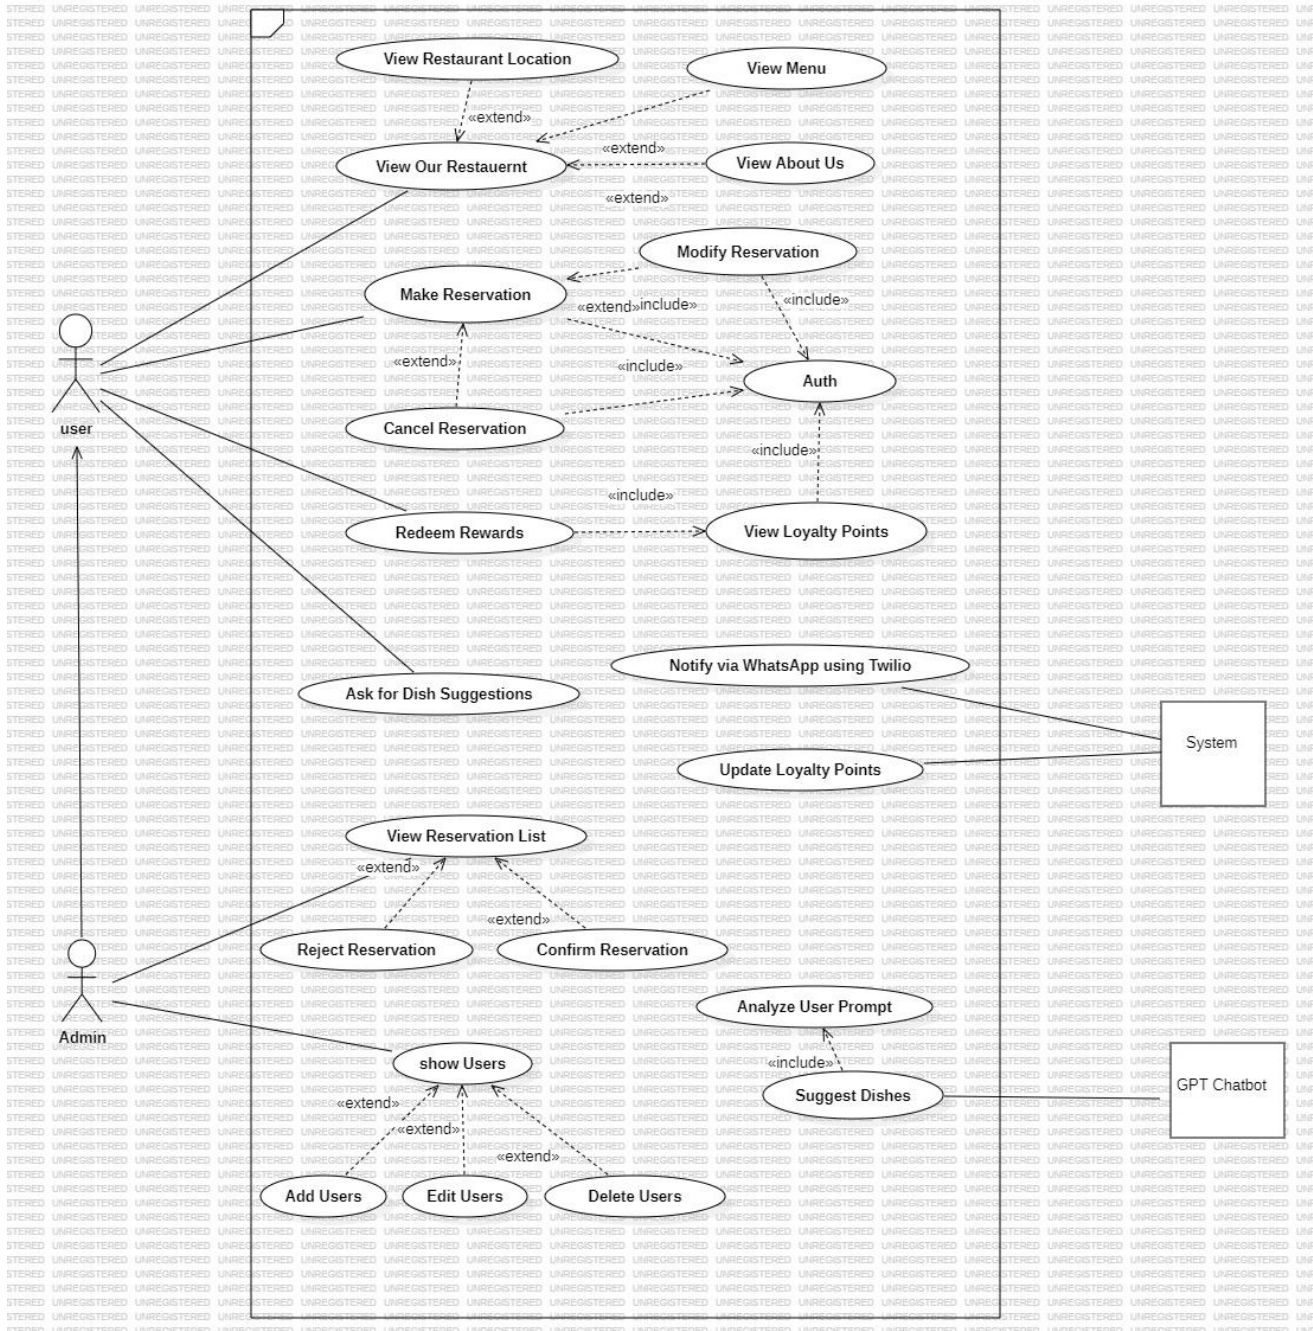 View Restaurant Location
View Menu
«extend»
View Our Restauernt
«extend»
View About Us
«extend»
Modify Reservation
Make Reservation
«extend»
include»
«include»
«extend»
«include»
Auth
user
Cancel Reservation
«include»
«include»
Redeem Rewards
View Loyalty Points
Notify via WhatsApp using Twilio
Ask for Dish Suggestions
System
Update Loyalty Points
View Reservation List
«extend»
«extend»
Reject Reservation
Confirm Reservation
Analyze User Prompt
Admin
show Users
«include»
GPT Chatbot
Suggest Dishes
«extend»
«extend»
«extend»
Add Users
Edit Users
Delete Users
UNREGISTERED